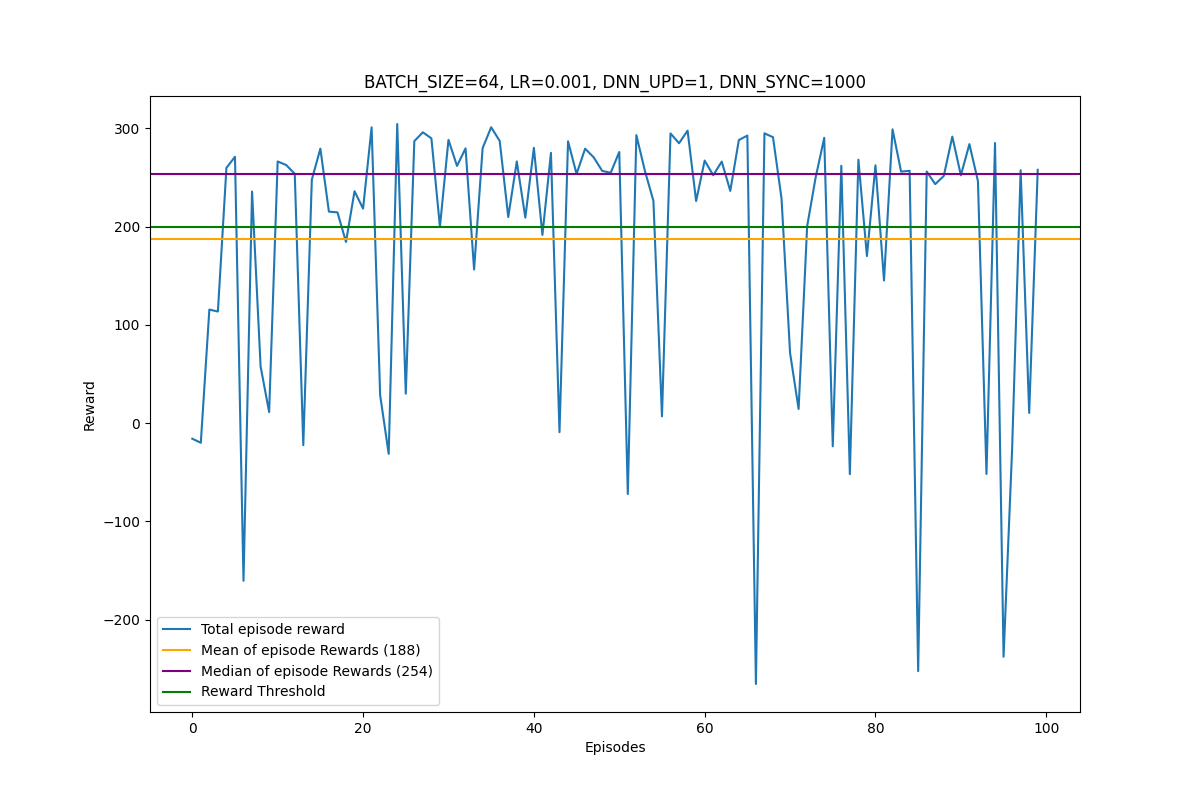 BATCH_SIZE=64, LR=0.001, DNN_UPD=1, DNN_SYNC=1000
300
200
100
0
−100
−200
Reward
Total episode reward
Mean of episode Rewards (188)
Median of episode Rewards (254)
Reward Threshold
0 20 40 60 80 100
Episodes